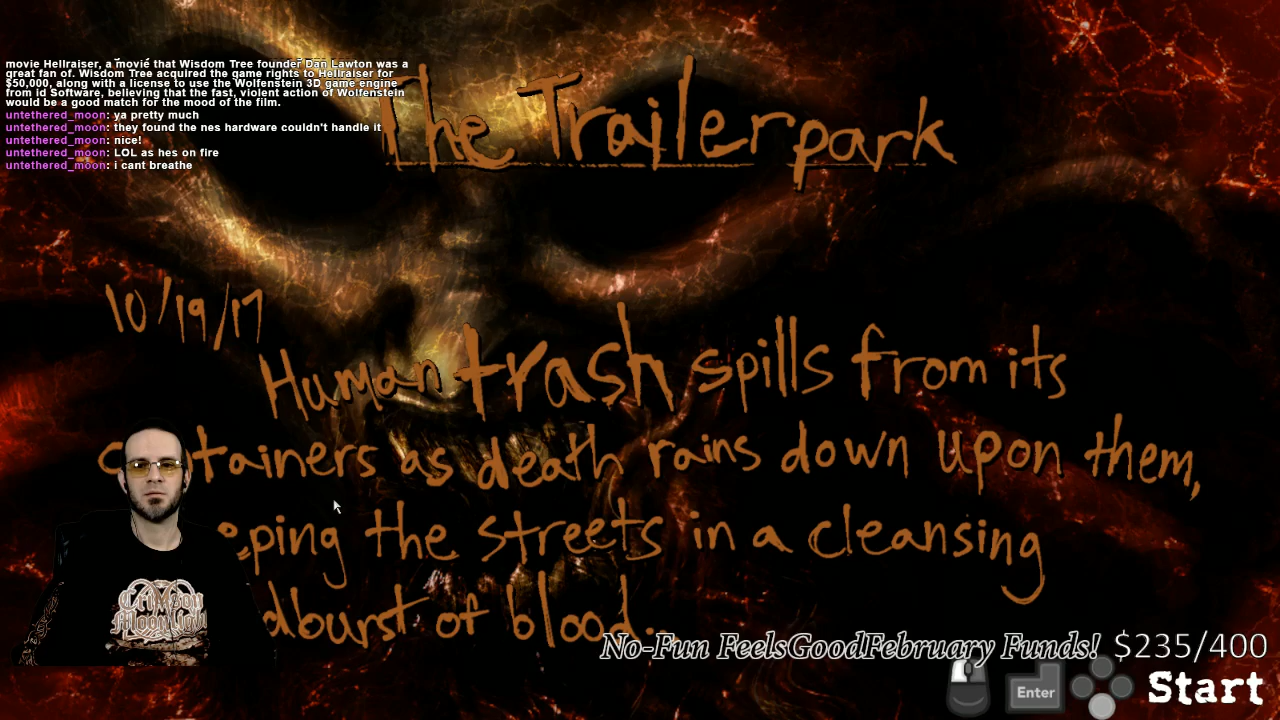 movie Hellraiser, a movie that Wisdom Tree founder Dan Lawton was a
great fan of. Wisdom Tree acquired the game rights to Hellraiser for
$50,000, along with a license to use the Wolfenstein 3D game engine
from id Software, believing that the fast, violent action of Wolfenstein
would be a good match for the mood of the film.
untethered_moon: ya pretty much
untethered_moon: they found the nes hardware couldn't handle it
untethered_moon: nice!
untethered_moon: LOL as hes on fire
untethered_moon: i cant breathe
The Trailerpark
10/19/17
Human trash spills from its
tainers as death rains down upon them,
ping the streets in a cleansing
dburst of blood...
Crimson
Moonlight
No-Fun FeelsGoodFebruary Funds! $235/400
Enter Start